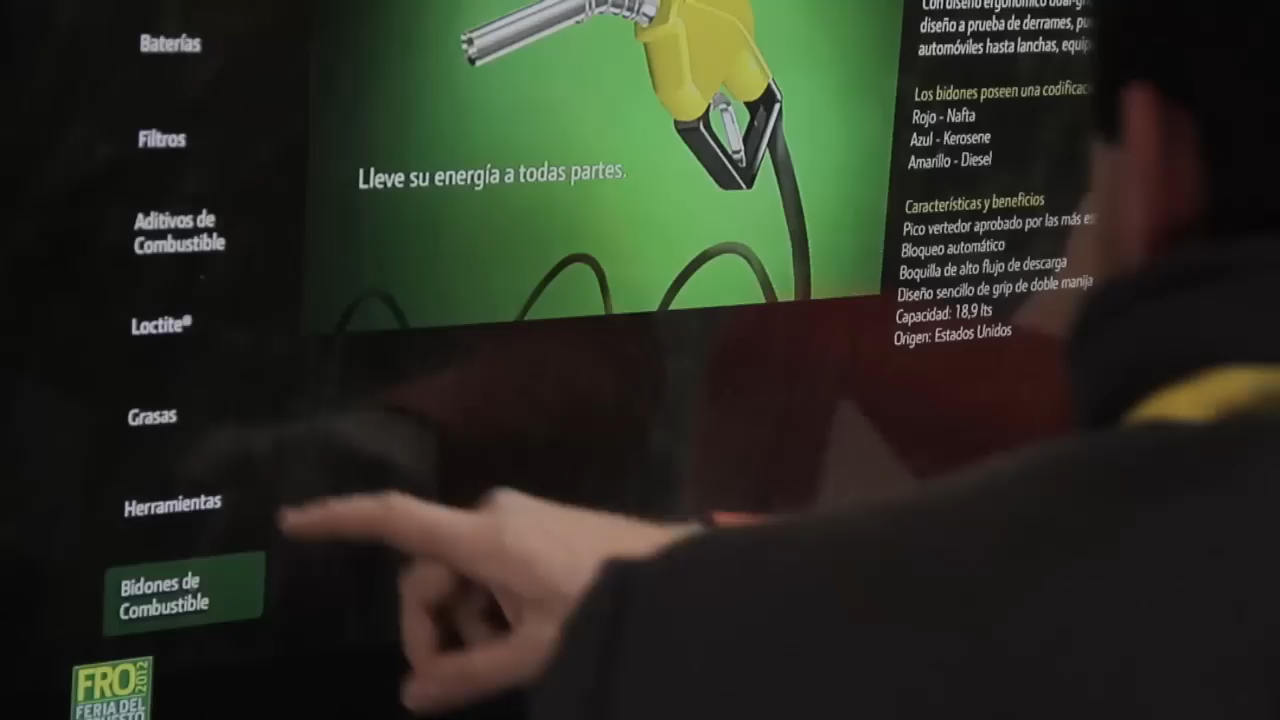 Baterías
Filtros
Aditivos de
Combustible
Loctite®
Grasas
Herramientas
Bidones de
Combustible
FRO
2012
FERIA DEL
Lleve su energía a todas partes.
Con diseño ergonómico
diseño a prueba de derrames,
automóviles hasta lanchas,
Los bidones poseen una
Rojo - Nafta
Azul - Kerosene
Amarillo - Diesel
Características y beneficios
Pico vertedor aprobado por las más
Bloqueo automático
Boquilla de alto flujo de descarga
Diseño sencillo de grip de doble manija
Capacidad: 18,9 lts
Origen: Estados Unidos